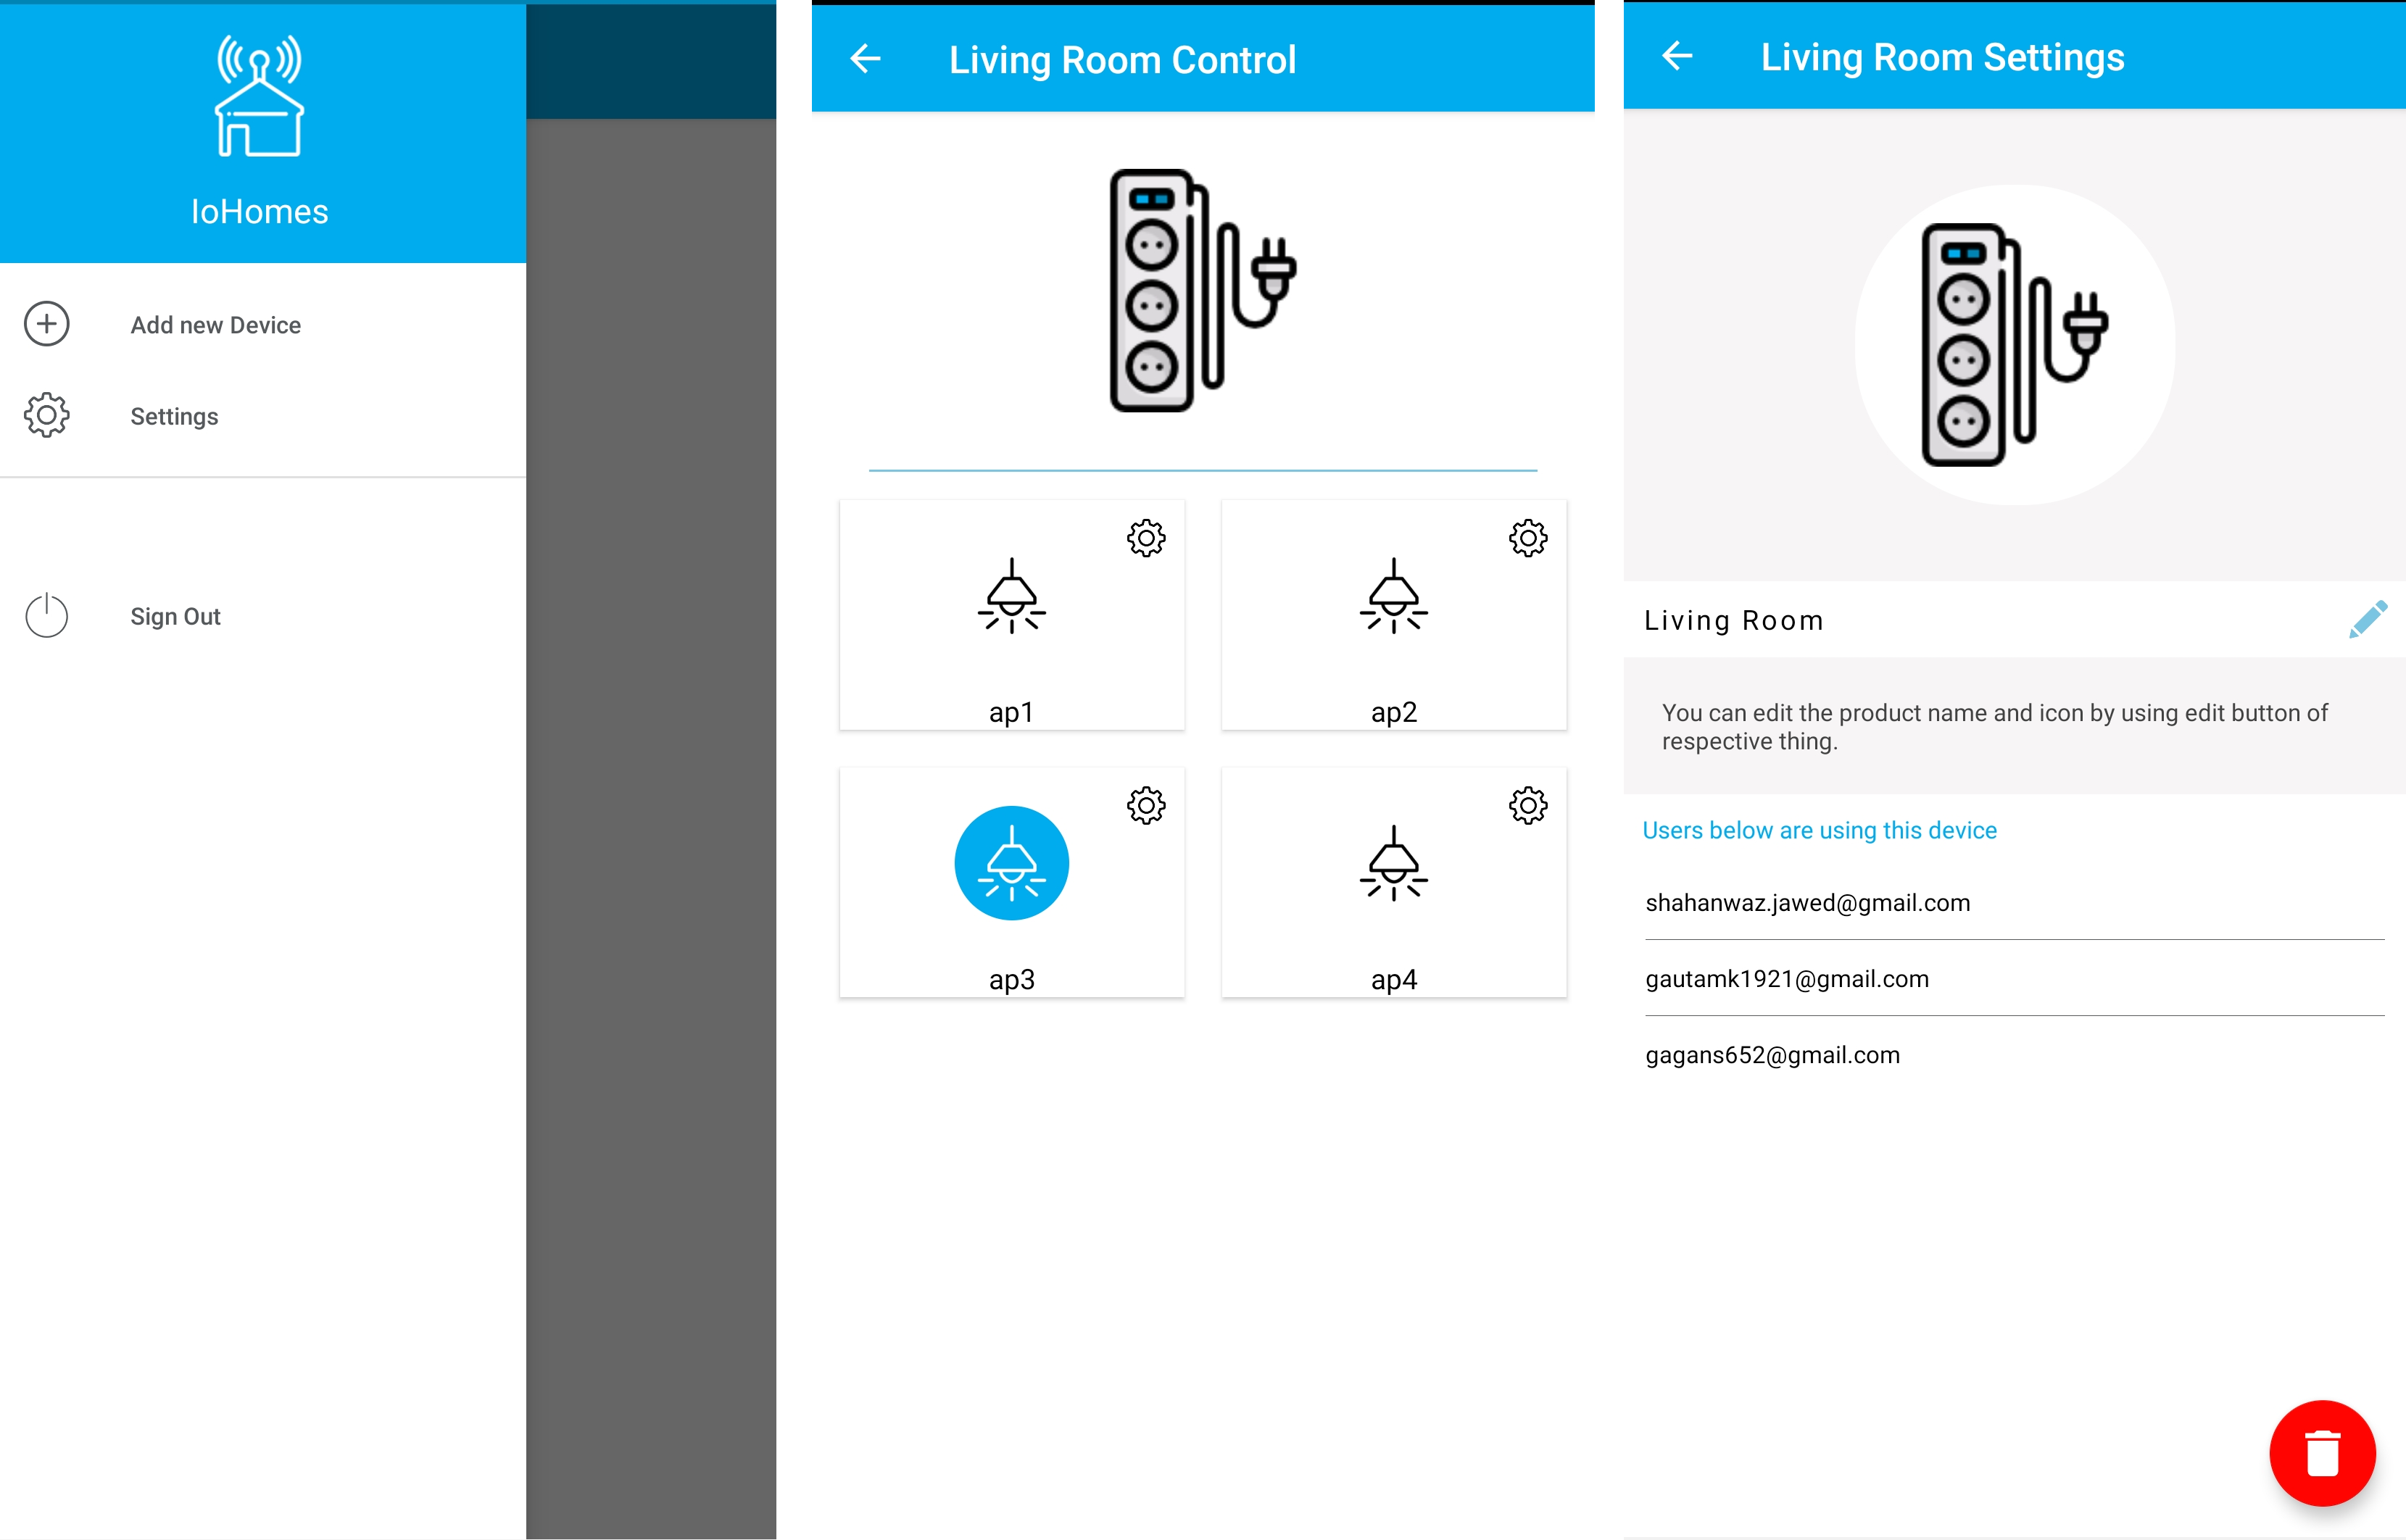 IoHomes
Add new Device
Settings
Sign Out
Living Room Control
ap1
ap2
ap3
ap4
Living Room Settings
Living Room
You can edit the product name and icon by using edit button of
respective thing.
Users below are using this device
shahanwaz.jawed@gmail.com
gautamk1921@gmail.com
gagans652@gmail.com